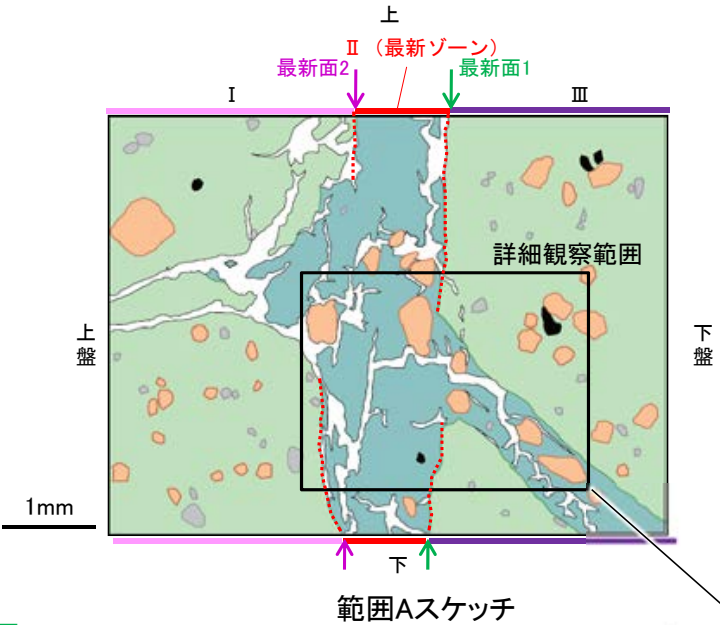 上
Ⅱ（最新ゾーン）
最新面2
最新面1
Ⅰ
Ⅲ
詳細観察範囲
上盤
下盤
1mm
下
範囲Aスケッチ